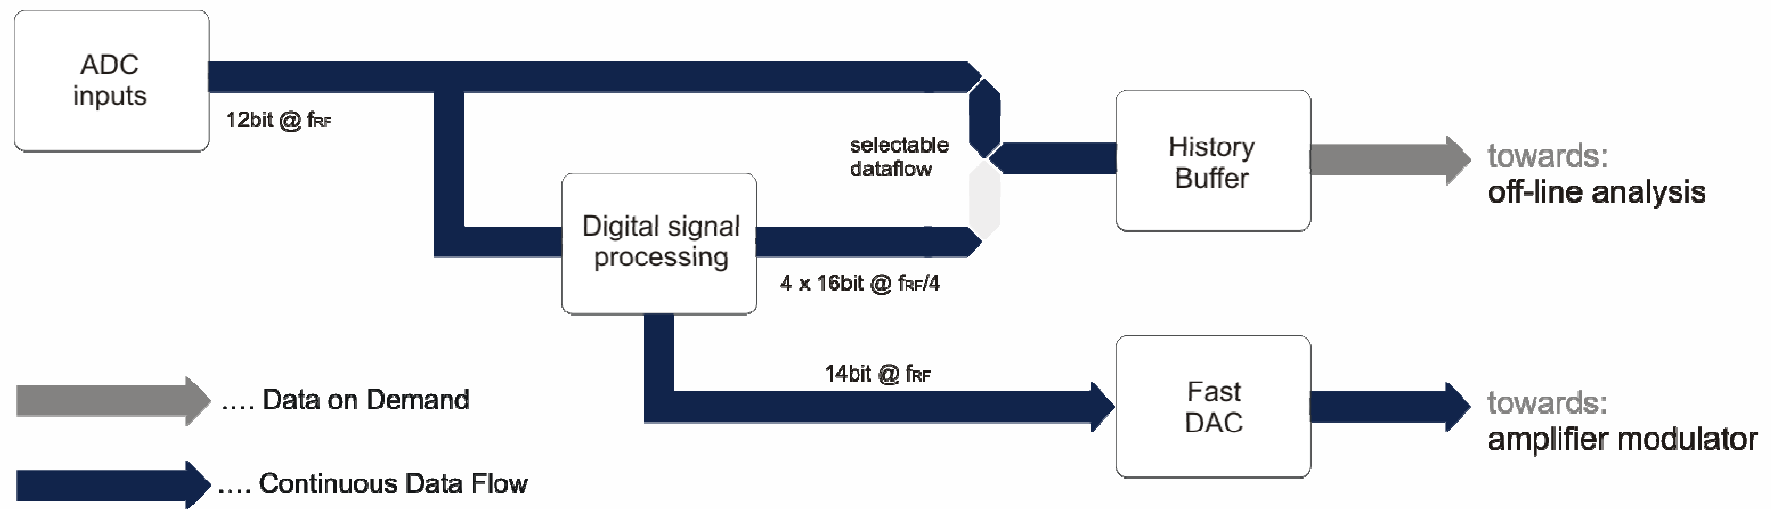 ADC
inputs
12bit @ fRF
selectable
dataflow
History
Buffer
towards:
off-line analysis
Digital signal
processing
4 x 16bit @ fRF/4
14bit @ fRF
Fast
DAC
towards:
amplifier modulator
.... Data on Demand
.... Continuous Data Flow